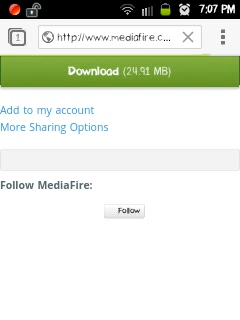 7:07 PM
1 http://www.mediafire.c...
Download (24.91 MB)
Add to my account
More Sharing Options
Follow MediaFire:
Follow